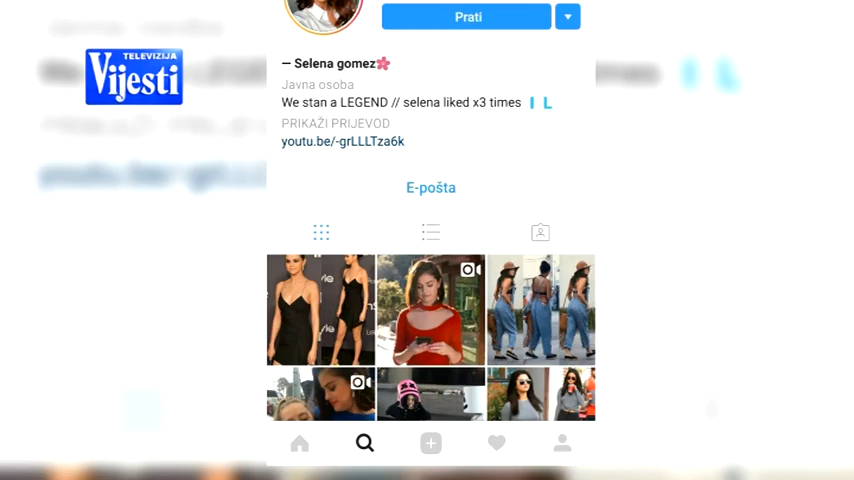 Prati
TELEVIZIJA
Vijesti
— Selena gomez🌸
Javna osoba
We stan a LEGEND // selena liked x3 times I L
PRIKAŽI PRIJEVOD
youtu.be/-grLLLTza6k
E-pošta